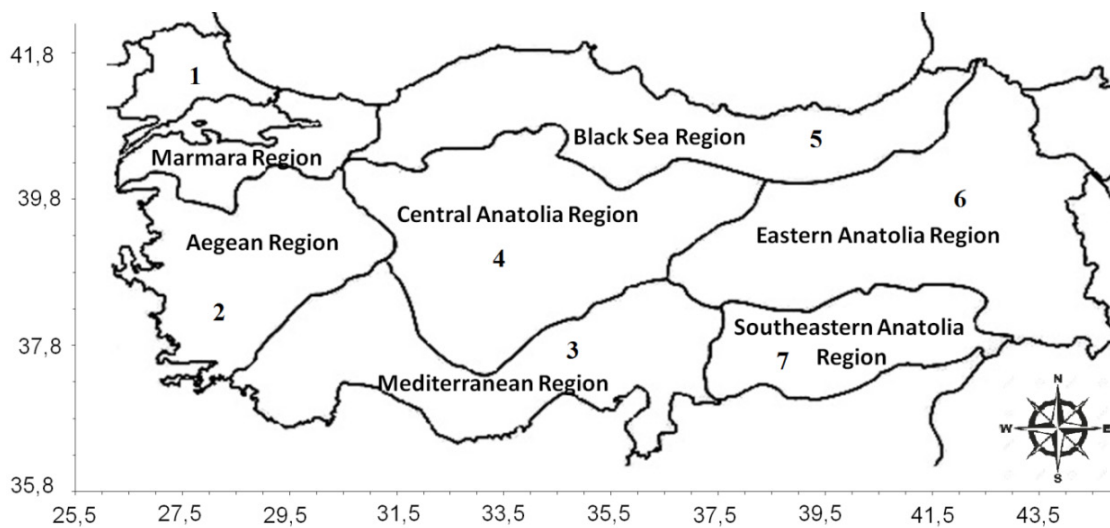 41,8
1
Black Sea Region
5
Marmara Region
39,8
6
Central Anatolia Region
Aegean Region
Eastern Anatolia Region
4
2
Southeastern Anatolia
Region
37,8
3
7
Mediterranean Region
N
W
E
S
35,8
25,5 27,5 29,5 31,5 33,5 35,5 37,5 39,5 41,5 43,5